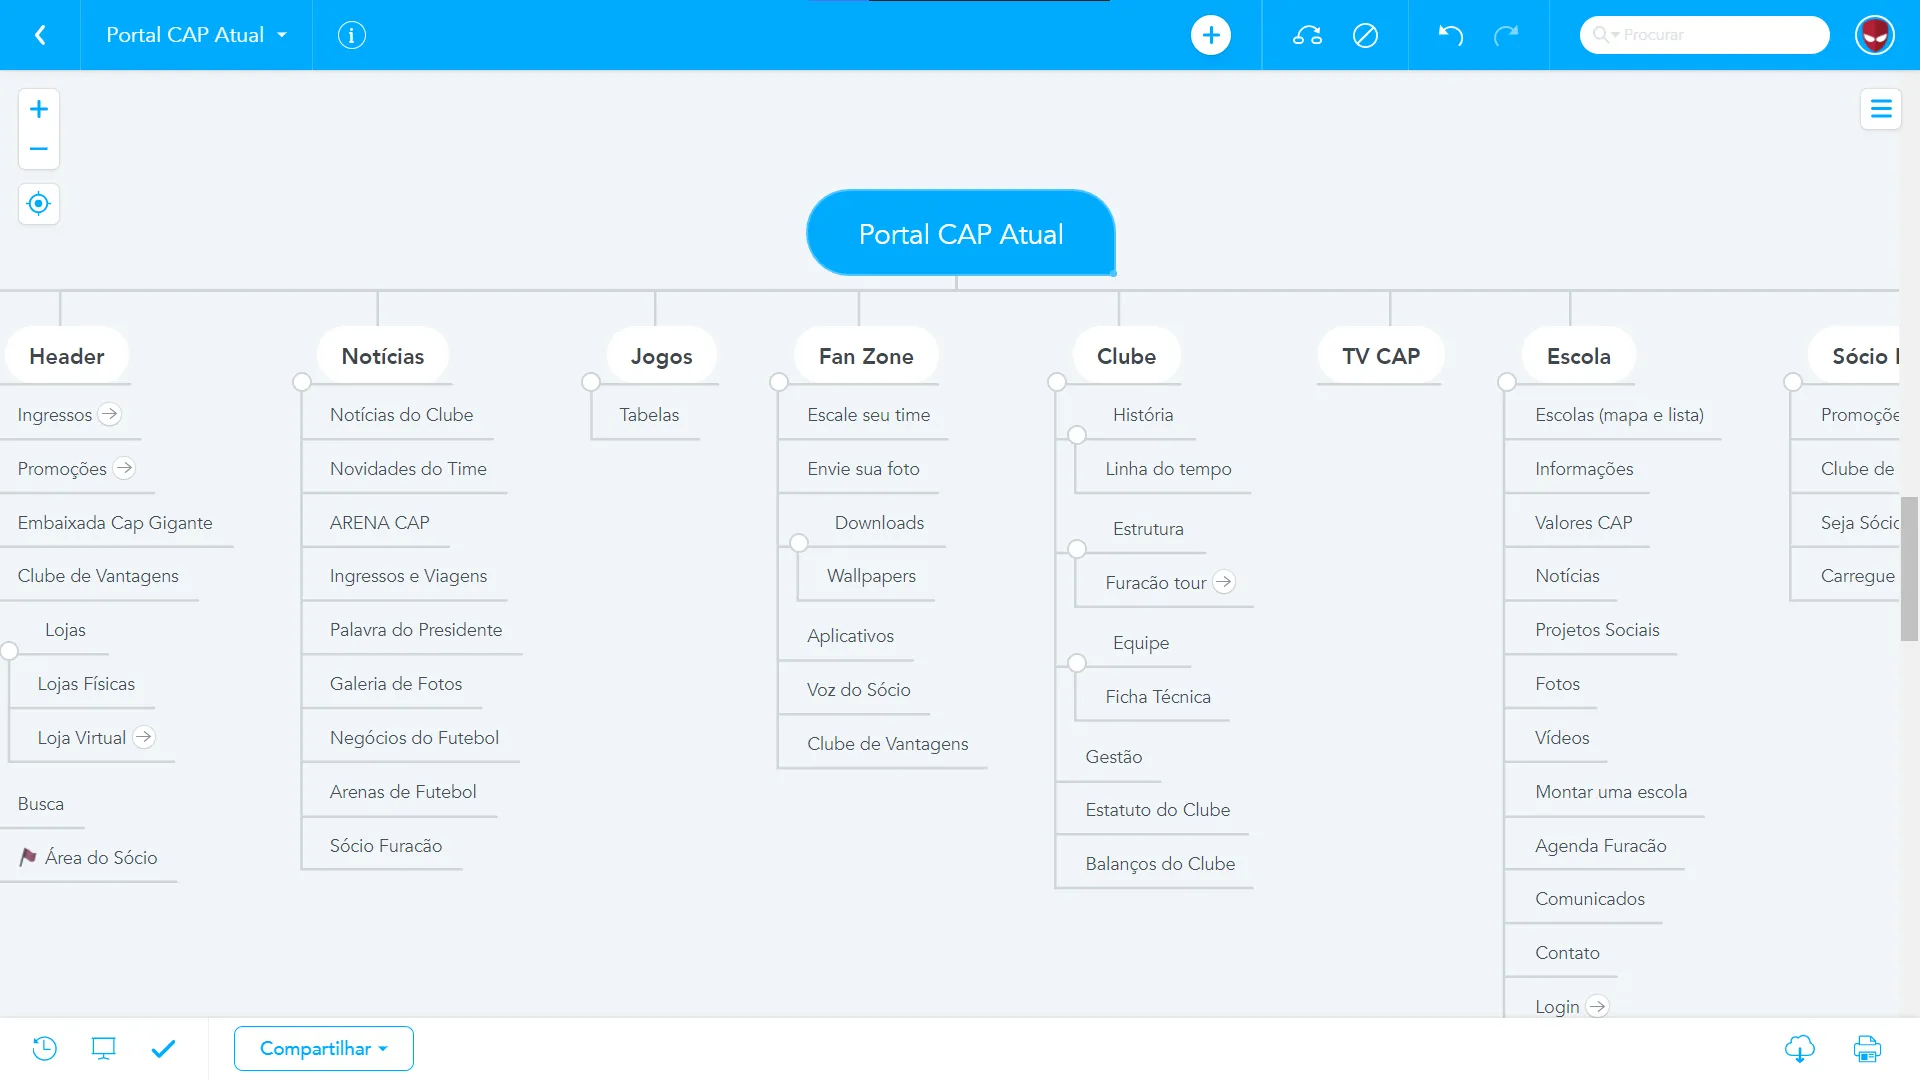 Portal CAP Atual
Procurar
Portal CAP Atual
Header
Ingressos
Promoções
Embaixada Cap Gigante
Clube de Vantagens
Lojas
Lojas Físicas
Loja Virtual
Busca
Área do Sócio
Notícias
Notícias do Clube
Novidades do Time
ARENA CAP
Ingressos e Viagens
Palavra do Presidente
Galeria de Fotos
Negócios do Futebol
Arenas de Futebol
Sócio Furacão
Jogos
Tabelas
Fan Zone
Escale seu time
Envie sua foto
Downloads
Wallpapers
Aplicativos
Voz do Sócio
Clube de Vantagens
Clube
História
Linha do tempo
Estrutura
Furacão tour
Equipe
Ficha Técnica
Gestão
Estatuto do Clube
Balanços do Clube
TV CAP
Escola
Escolas (mapa e lista)
Informações
Valores CAP
Notícias
Projetos Sociais
Fotos
Vídeos
Montar uma escola
Agenda Furacão
Comunicados
Contato
Login
Sócio
Promoçõe
Clube de
Seja Sócio
Carregue
Compartilhar